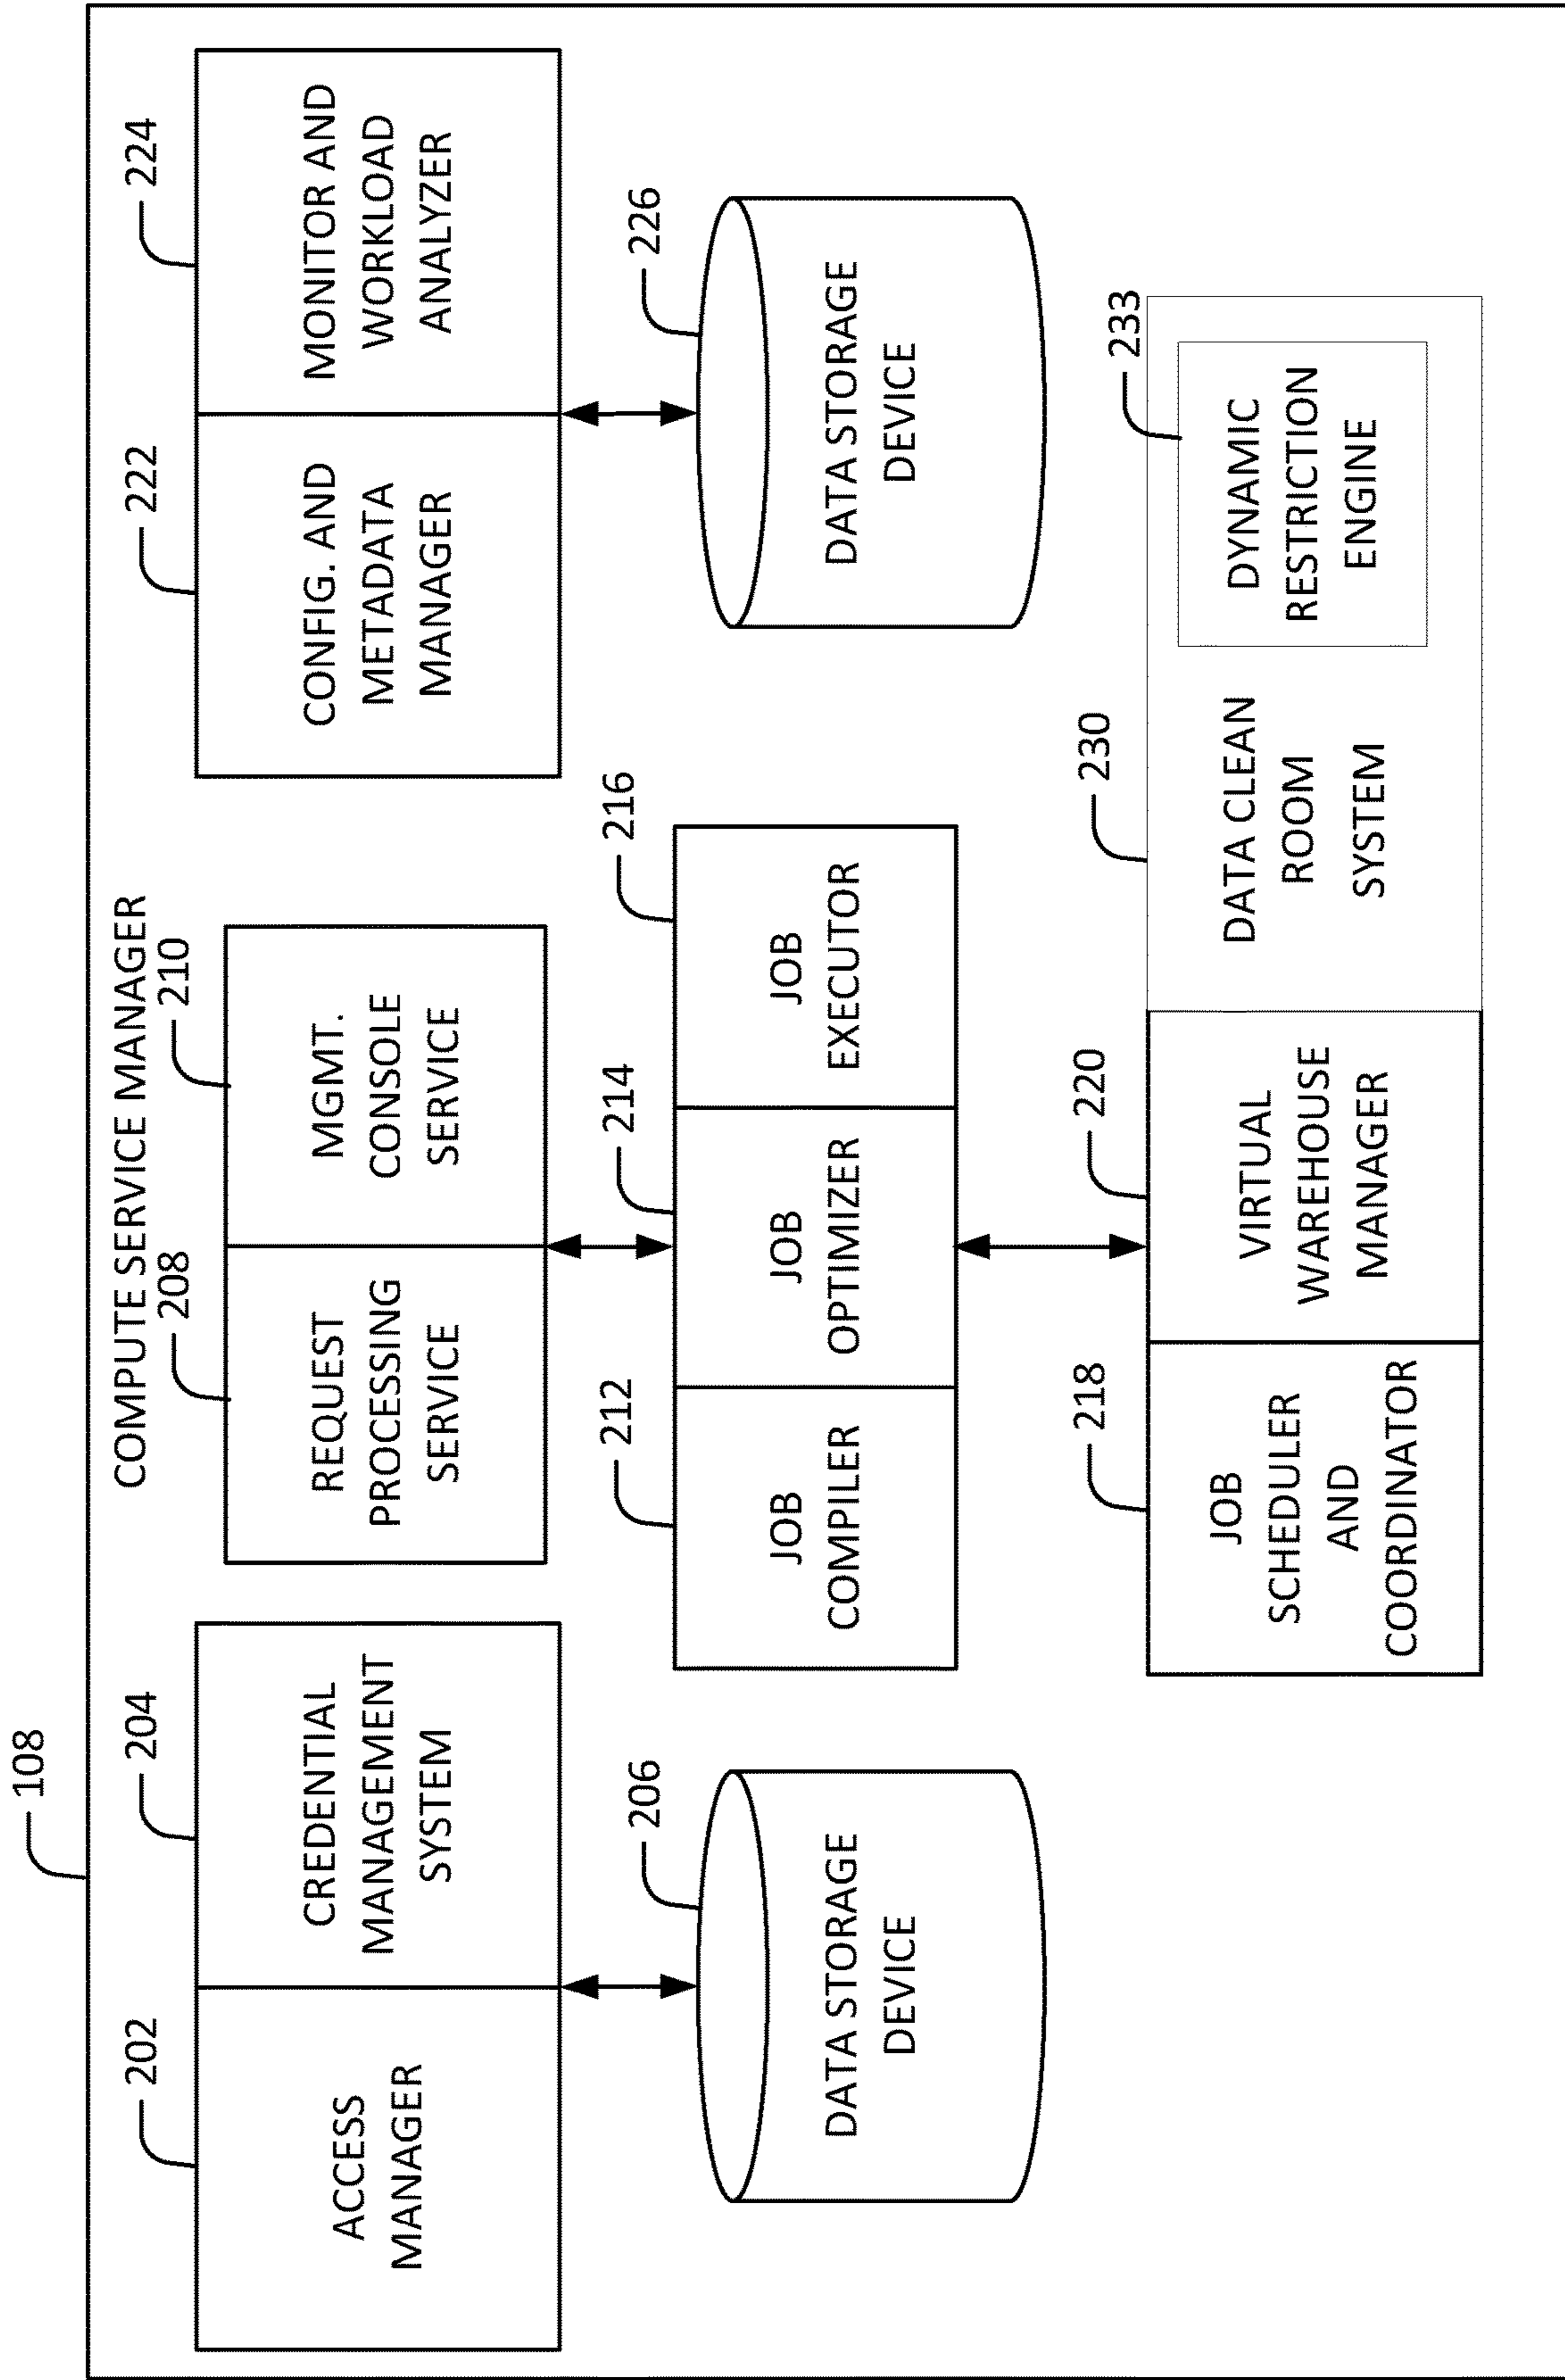 108
COMPUTE SERVICE MANAGER
202
204
ACCESS
MANAGER
CREDENTIAL
MANAGEMENT
SYSTEM
206
DATA STORAGE
DEVICE
208
210
REQUEST
PROCESSING
SERVICE
MGMT.
CONSOLE
SERVICE
212
214
216
JOB
COMPILER
JOB
OPTIMIZER
JOB
EXECUTOR
218
220
230
233
JOB
SCHEDULER
AND
COORDINATOR
VIRTUAL
WAREHOUSE
MANAGER
DATA CLEAN
ROOM
SYSTEM
DYNAMIC
RESTRICTION
ENGINE
222
224
CONFIG. AND
METADATA
MANAGER
MONITOR AND
WORKLOAD
ANALYZER
226
DATA STORAGE
DEVICE